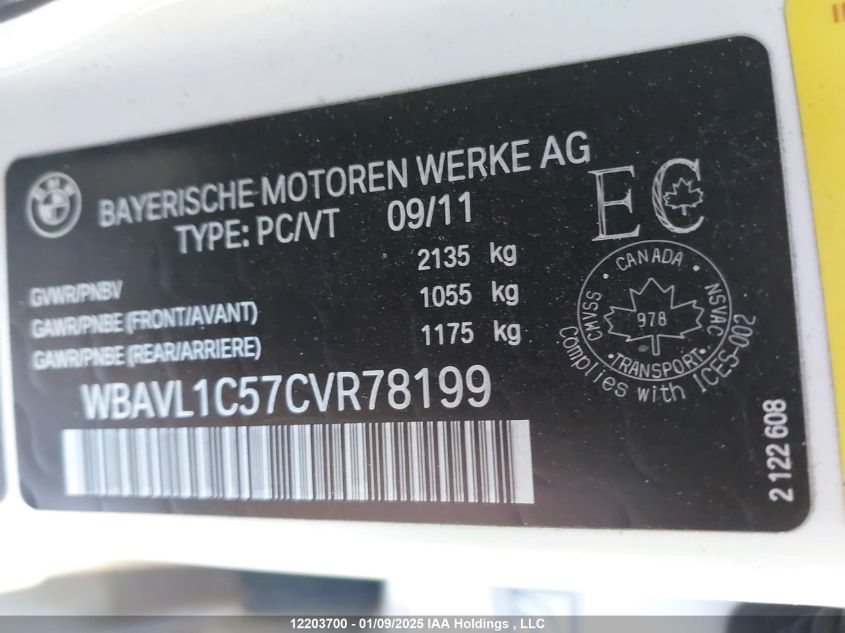 BMW
BAYERISCHE MOTOREN WERKE AG
TYPE: PC/VT 09/11
GVWR/PNBV 2135 kg
GAWR/PNBE (FRONT/AVANT) 1055 kg
GAWR/PNBE (REAR/ARRIERE) 1175 kg
WBAVL1C57CVR78199
EC
CANADA
CMVSS 978 NSVAC
TRANSPORT
Complies with ICES-002
2 122 608
12203700 - 01/09/2025 IAA Holdings, LLC